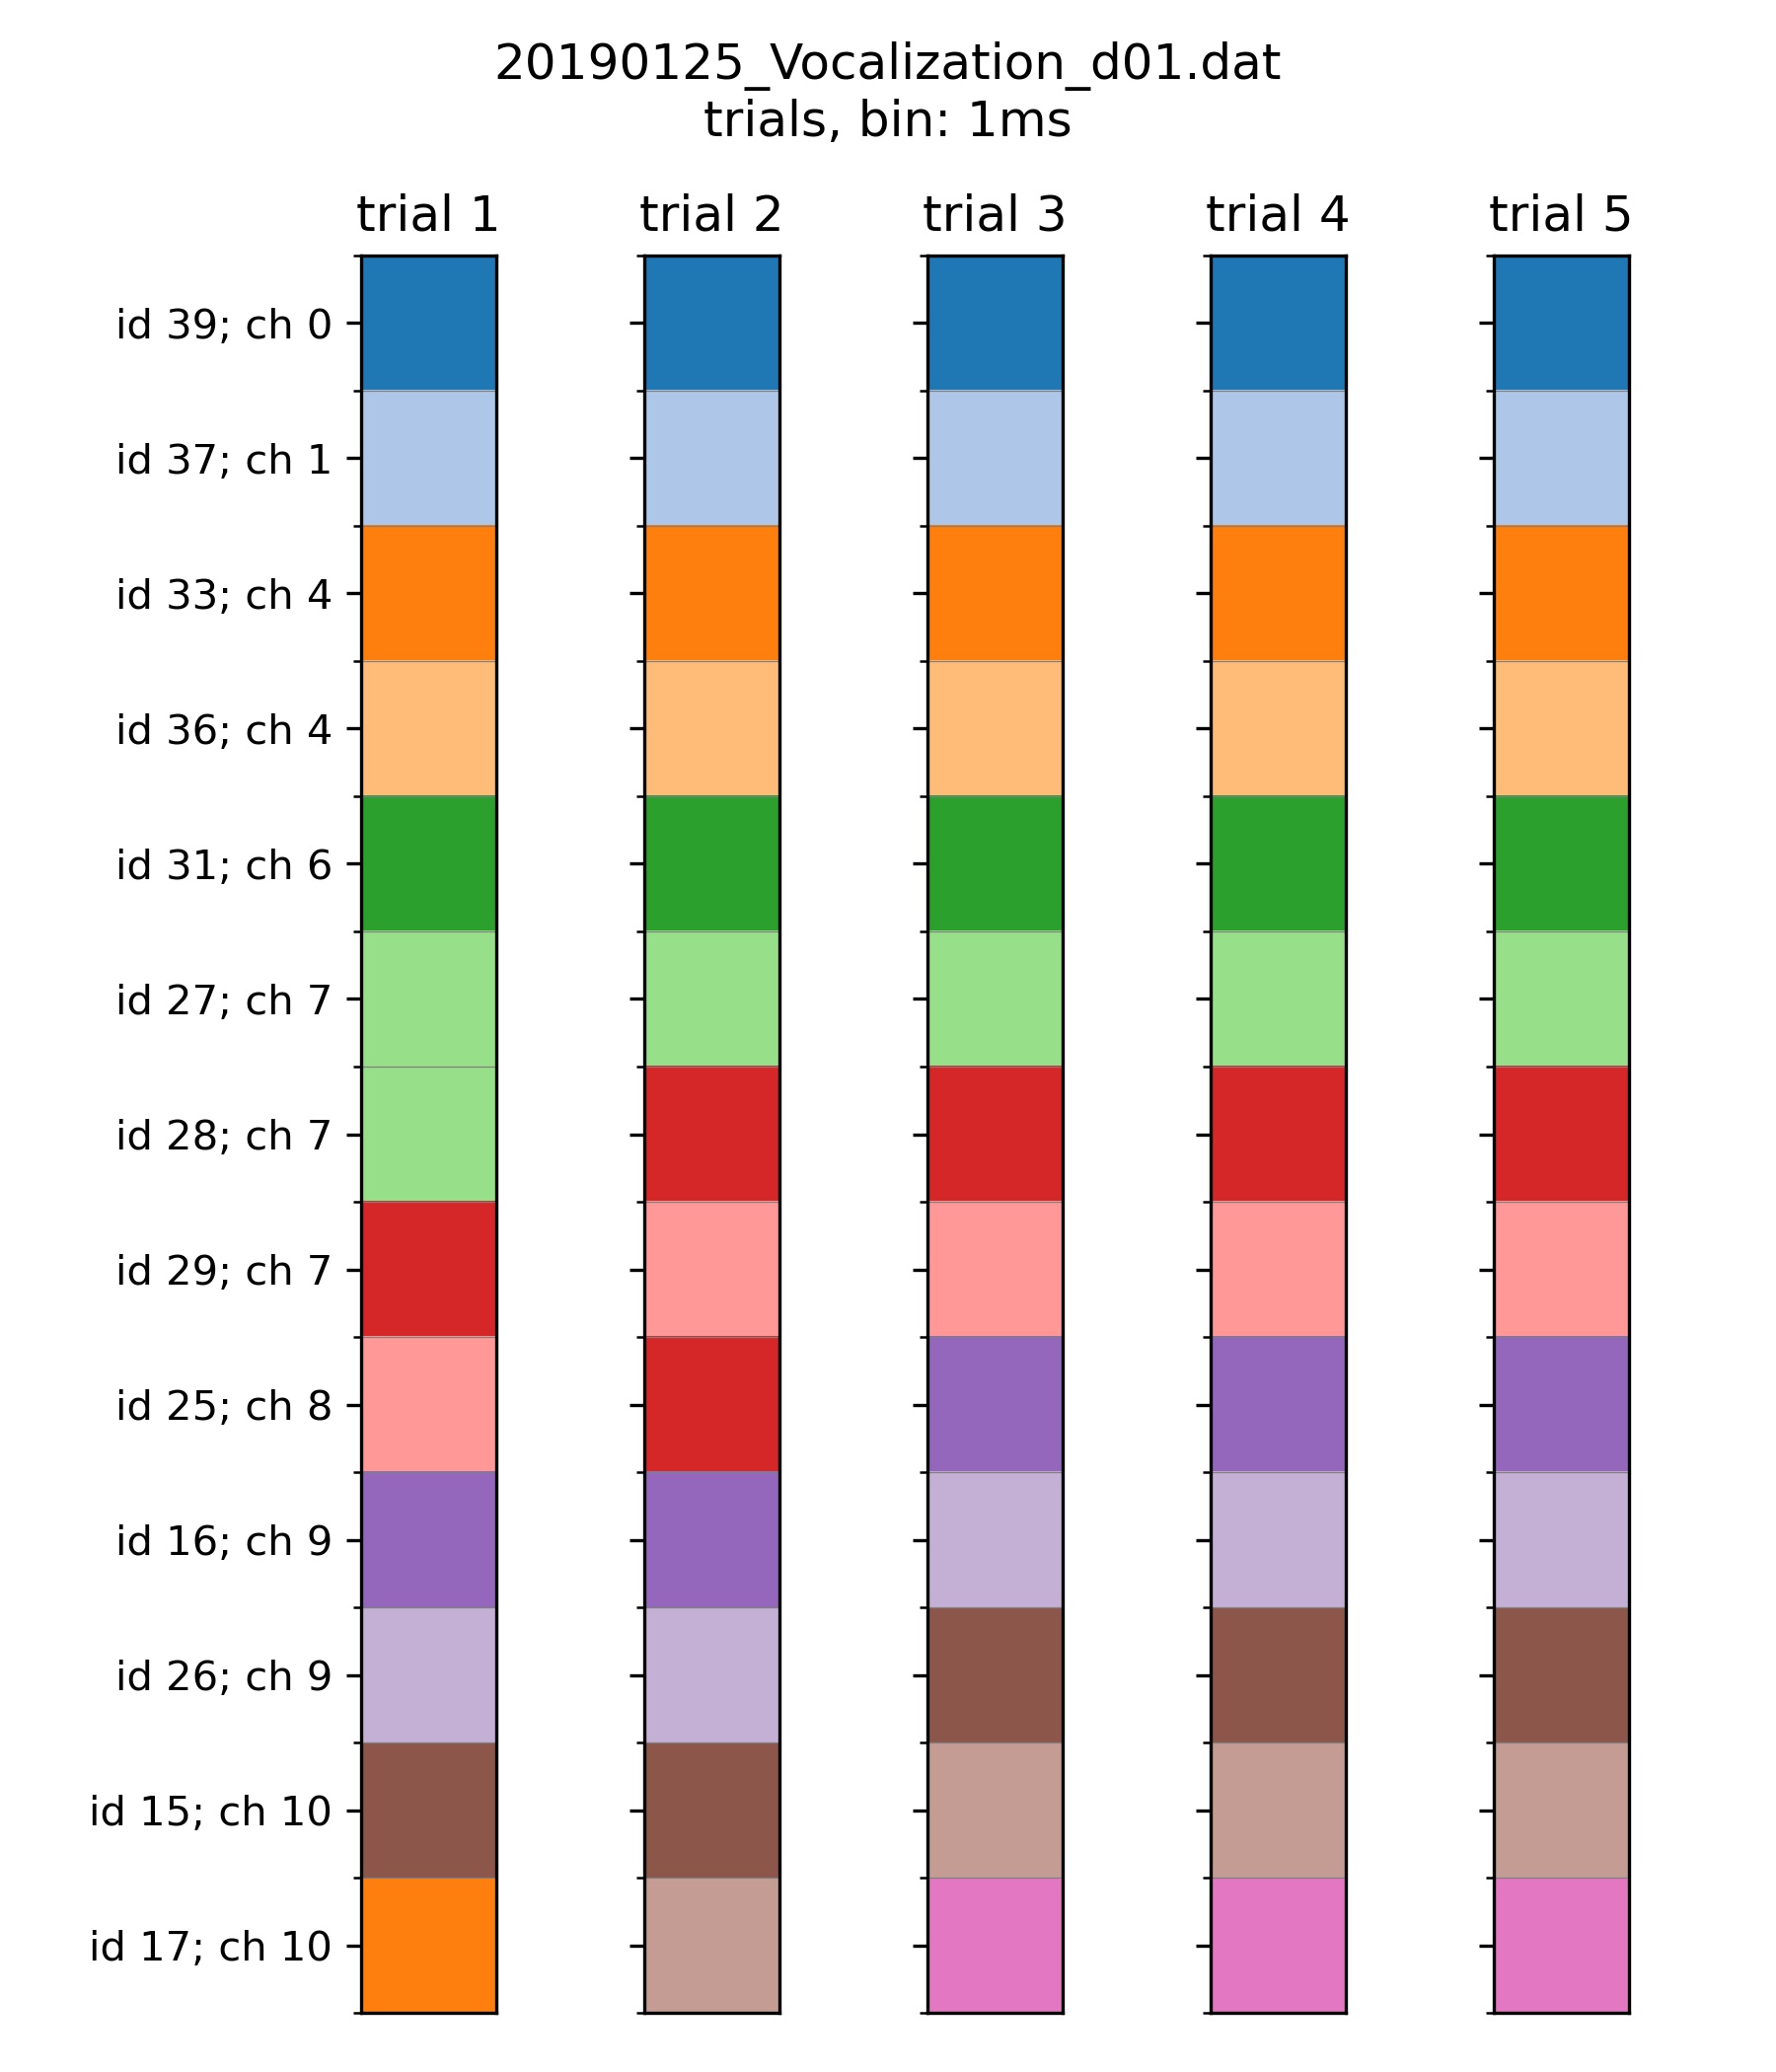 20190125_Vocalization_d01.dat
trials, bin: 1ms
trial 1 trial 2 trial 3 trial 4 trial 5
id 39; ch 0
id 37; ch 1
id 33; ch 4
id 36; ch 4
id 31; ch 6
id 27; ch 7
id 28; ch 7
id 29; ch 7
id 25; ch 8
id 16; ch 9
id 26; ch 9
id 15; ch 10
id 17; ch 10